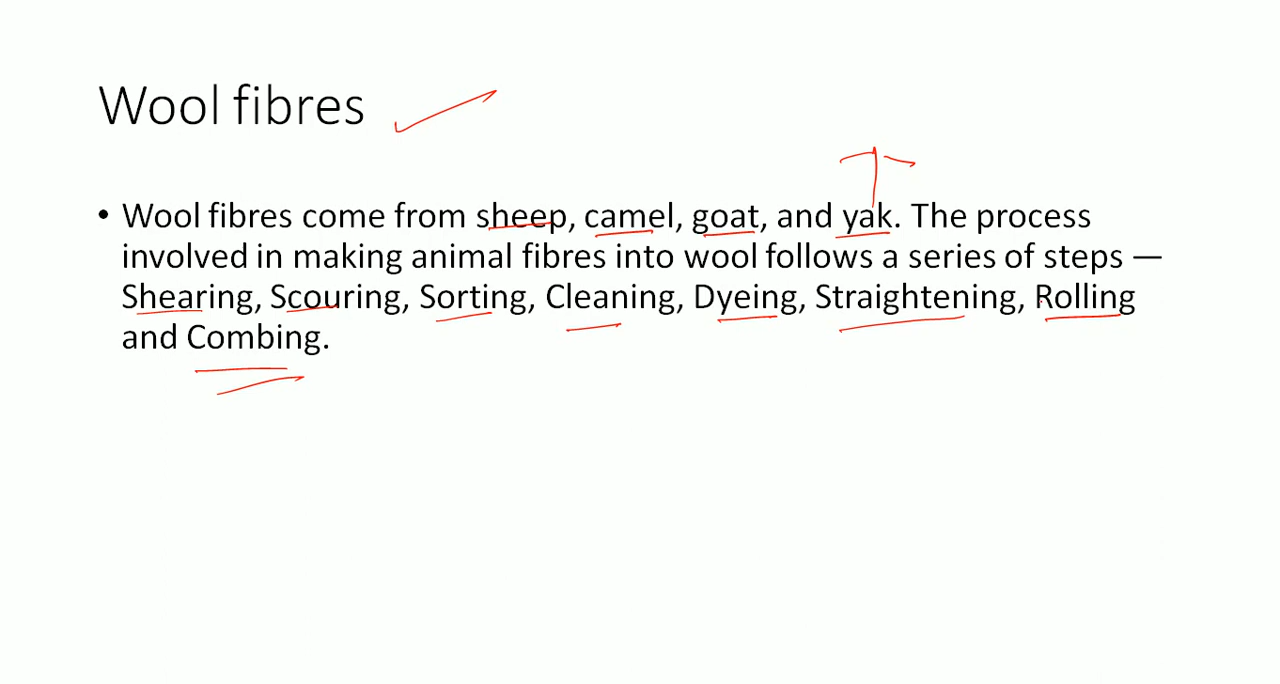 Wool fibres
• Wool fibres come from sheep, camel, goat, and yak. The process
involved in making animal fibres into wool follows a series of steps —
Shearing, Scouring, Sorting, Cleaning, Dyeing, Straightening, Rolling
and Combing.